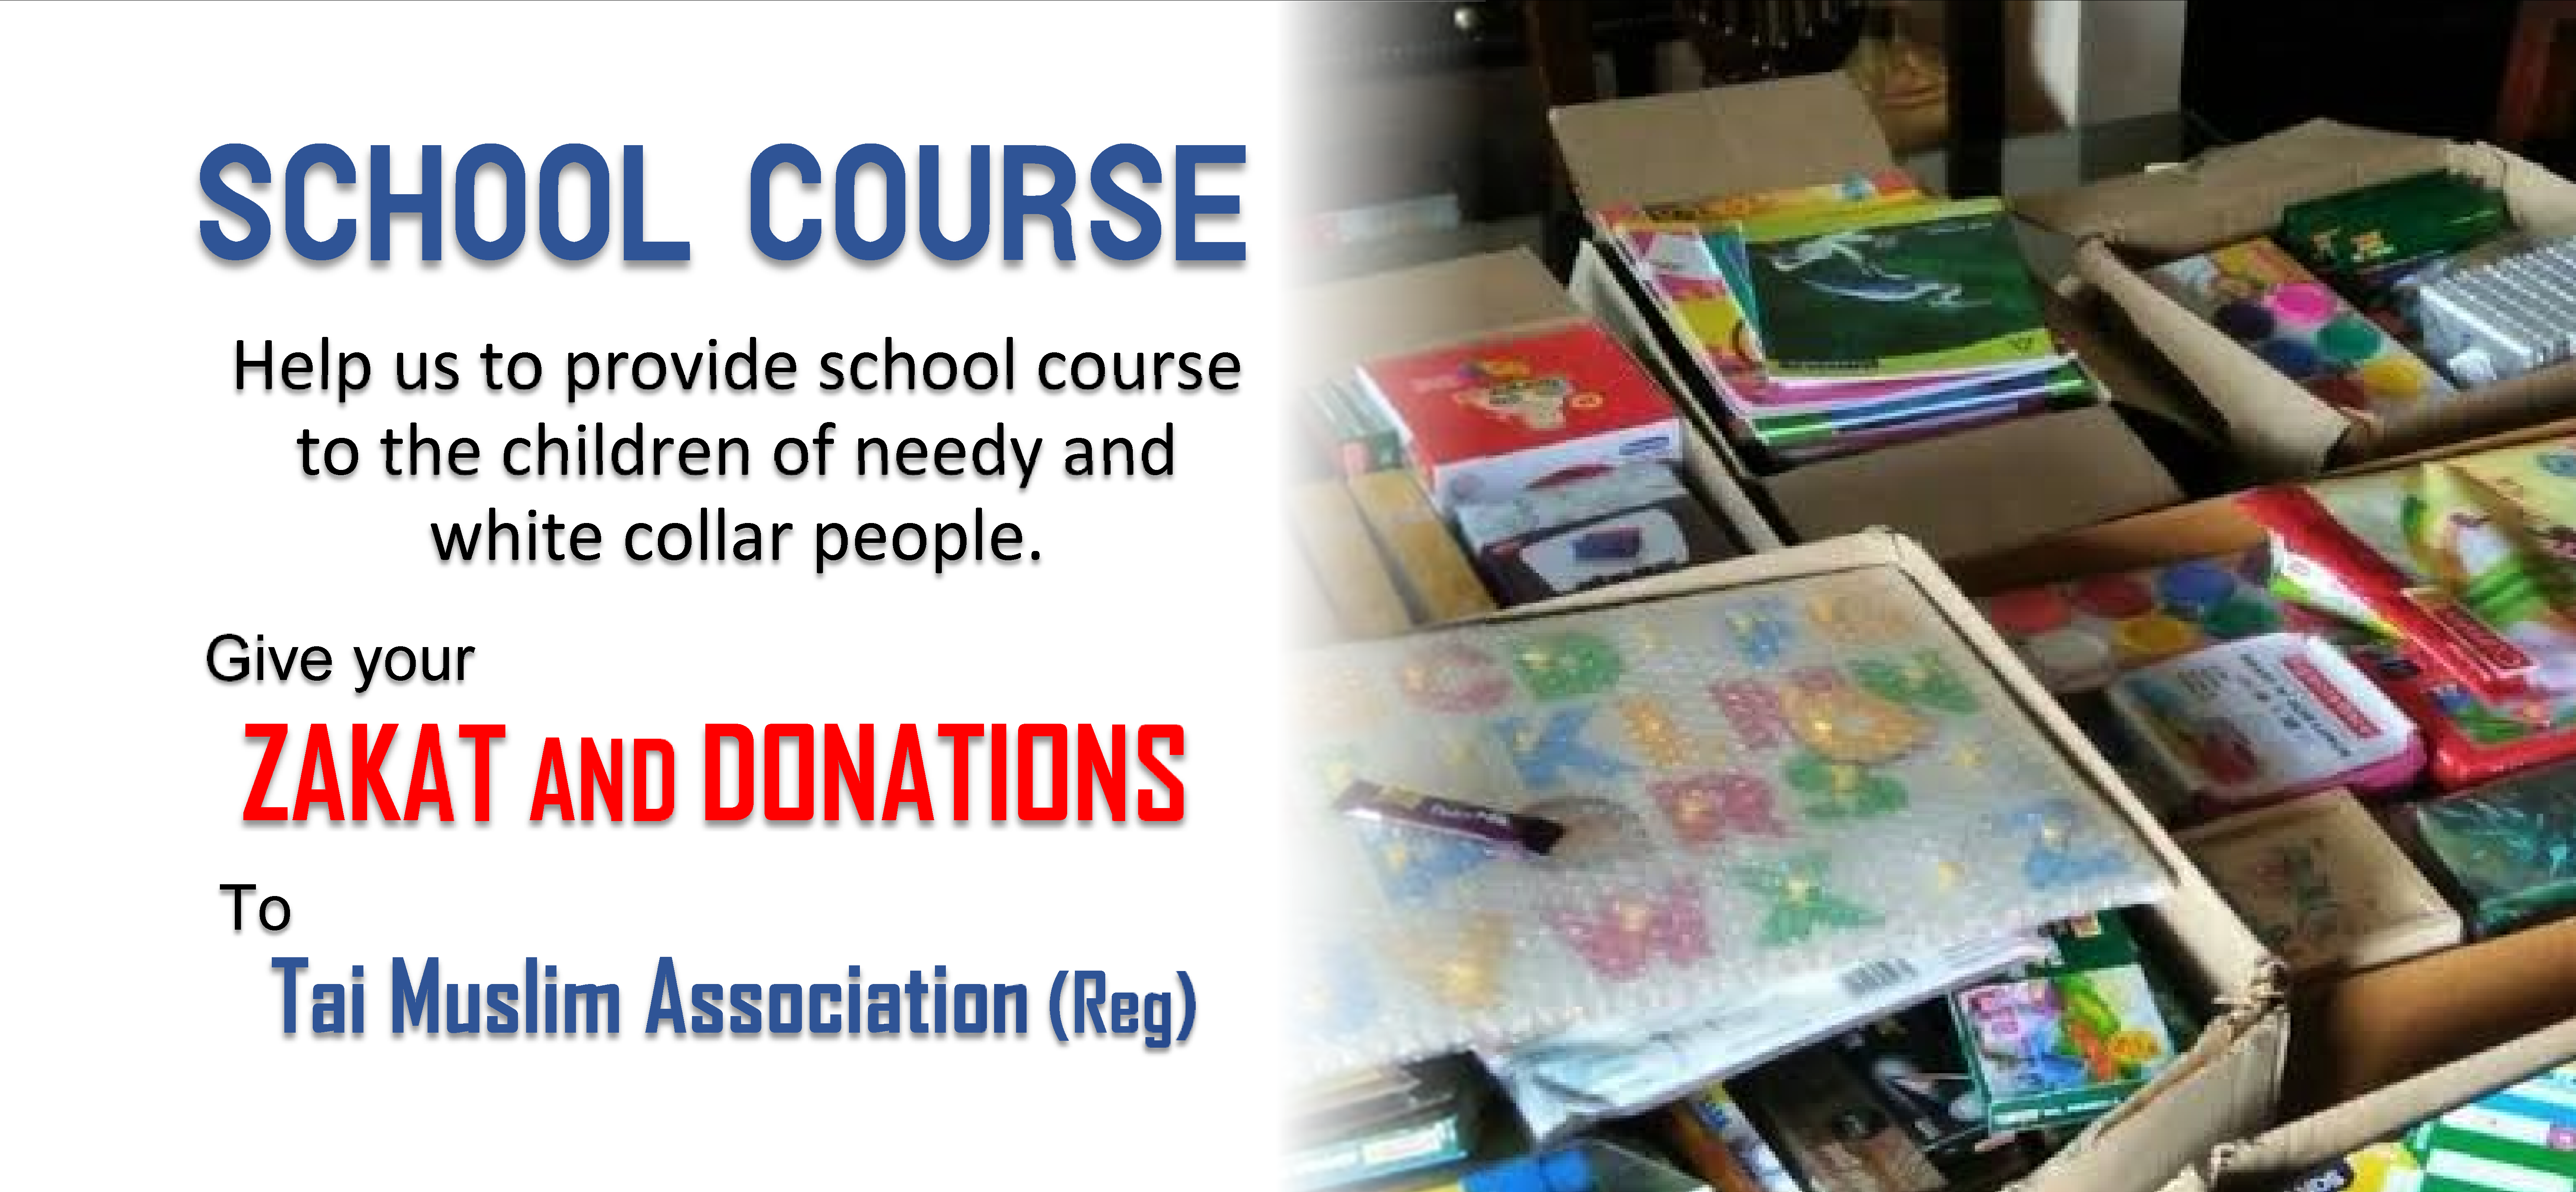 SCHOOL COURSE
Help us to provide school course
to the children of needy and
white collar people.
Give your
ZAKAT AND DONATIONS
To
Tai Muslim Association (Reg)